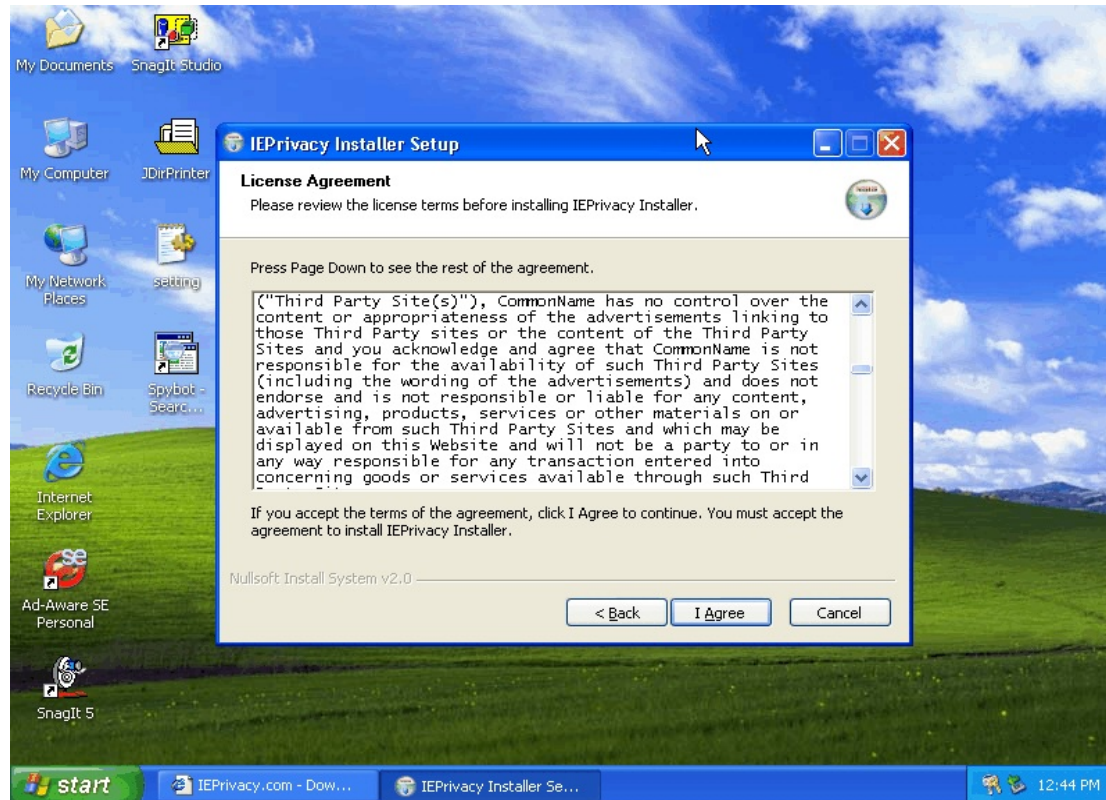 My Documents
SnagIt Studio
My Computer
JDirPrinter
My Network
Places
setting
Recycle Bin
Spybot -
Searc...
Internet
Explorer
Ad-Aware SE
Personal
SnagIt 5
IEPrivacy Installer Setup
License Agreement
Please review the license terms before installing IEPrivacy Installer.
Press Page Down to see the rest of the agreement.
("Third Party Site(s)"), CommonName has no control over the
content or appropriateness of the advertisements linking to
those Third Party sites or the content of the Third Party
Sites and you acknowledge and agree that CommonName is not
responsible for the availability of such Third Party Sites
(including the wording of the advertisements) and does not
endorse and is not responsible or liable for any content,
advertising, products, services or other materials on or
available from such Third Party Sites and which may be
displayed on this Website and will not be a party to or in
any way responsible for any transaction entered into
concerning goods or services available through such Third
If you accept the terms of the agreement, click I Agree to continue. You must accept the
agreement to install IEPrivacy Installer.
Nullsoft Install System v2.0
< Back
I Agree
Cancel
start
IEPrivacy.com - Dow...
IEPrivacy Installer Se...
12:44 PM